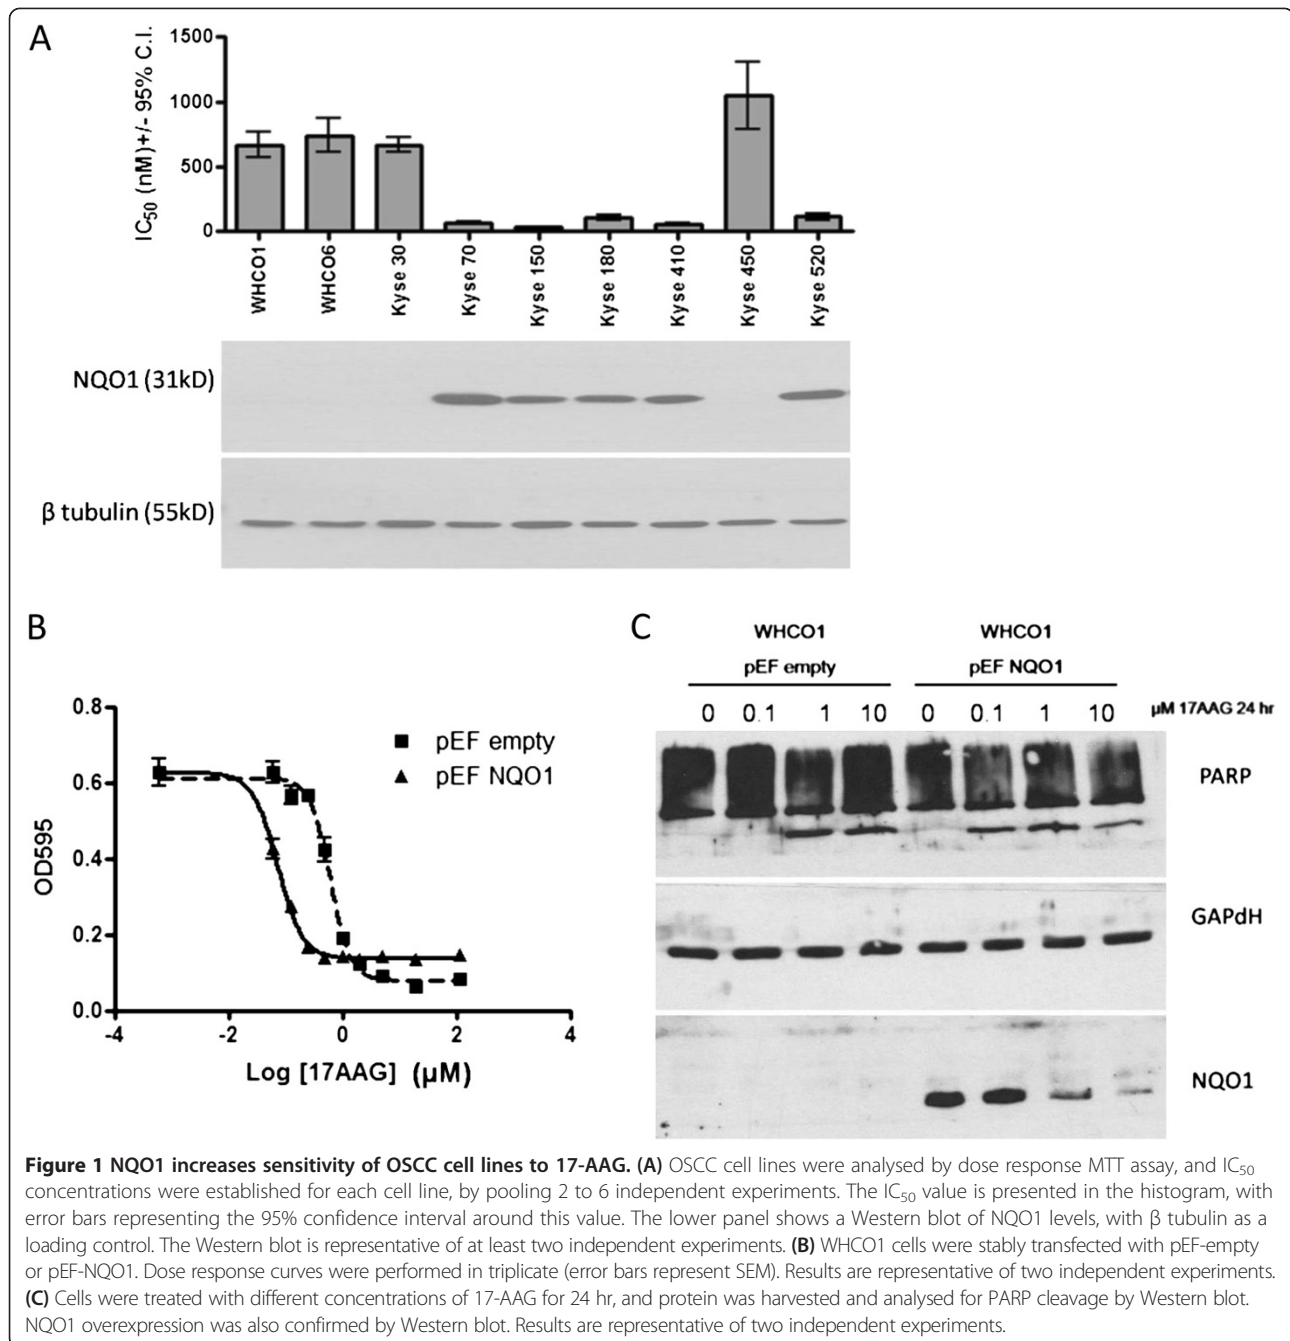 A
IC50 (nM)+/- 95% C.I.
1500
1000
500
0
WHCO1
WHCO6
Kyse 30
Kyse 70
Kyse 150
Kyse 180
Kyse 410
Kyse 450
Kyse 520
NQO1 (31kD)
β tubulin (55kD)
B
OD595
0.8
0.6
0.4
0.2
0.0
-4 -2 0 2 4
Log [17AAG] (µM)
pEF empty
pEF NQO1
C
WHCO1 WHCO1
pEF empty pEF NQO1
0 0.1 1 10 0 0.1 1 10 µM 17AAG 24 hr
PARP
GAPdH
NQO1
Figure 1 NQO1 increases sensitivity of OSCC cell lines to 17-AAG. (A) OSCC cell lines were analysed by dose response MTT assay, and IC50
concentrations were established for each cell line, by pooling 2 to 6 independent experiments. The IC50 value is presented in the histogram, with
error bars representing the 95% confidence interval around this value. The lower panel shows a Western blot of NQO1 levels, with β tubulin as a
loading control. The Western blot is representative of at least two independent experiments. (B) WHCO1 cells were stably transfected with pEF-empty
or pEF-NQO1. Dose response curves were performed in triplicate (error bars represent SEM). Results are representative of two independent experiments.
(C) Cells were treated with different concentrations of 17-AAG for 24 hr, and protein was harvested and analysed for PARP cleavage by Western blot.
NQO1 overexpression was also confirmed by Western blot. Results are representative of two independent experiments.